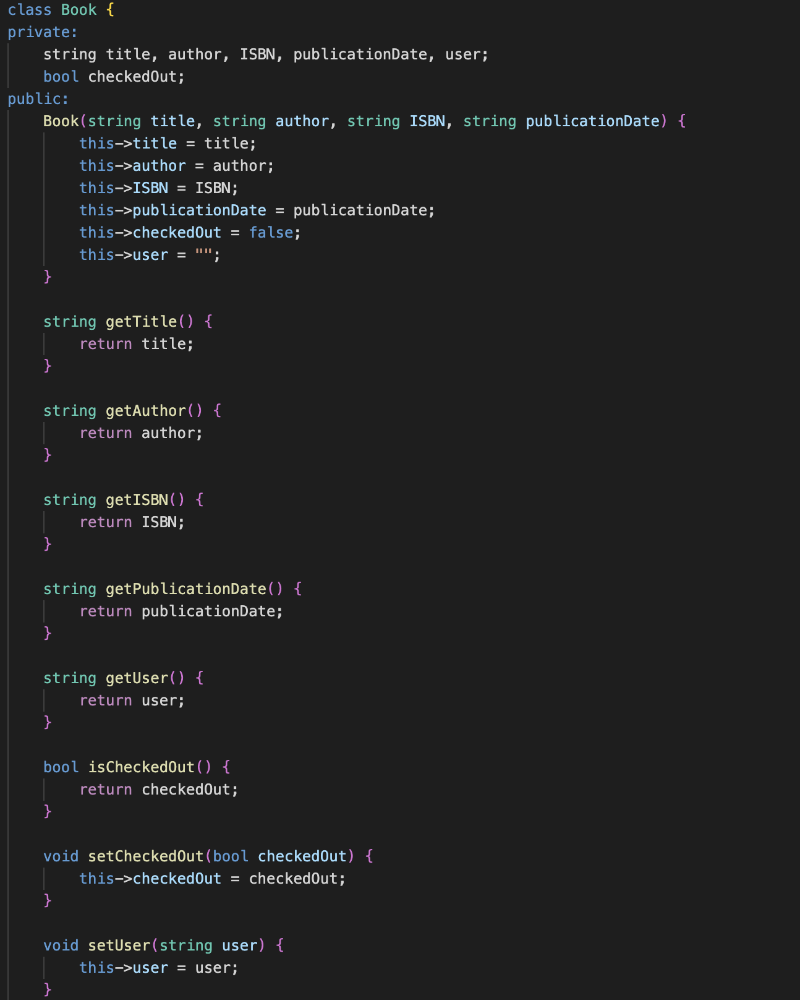 class Book {
private:
    string title, author, ISBN, publicationDate, user;
    bool checkedOut;
public:
    Book(string title, string author, string ISBN, string publicationDate) {
        this->title = title;
        this->author = author;
        this->ISBN = ISBN;
        this->publicationDate = publicationDate;
        this->checkedOut = false;
        this->user = "";
    }

    string getTitle() {
        return title;
    }

    string getAuthor() {
        return author;
    }

    string getISBN() {
        return ISBN;
    }

    string getPublicationDate() {
        return publicationDate;
    }

    string getUser() {
        return user;
    }

    bool isCheckedOut() {
        return checkedOut;
    }

    void setCheckedOut(bool checkedOut) {
        this->checkedOut = checkedOut;
    }

    void setUser(string user) {
        this->user = user;
    }